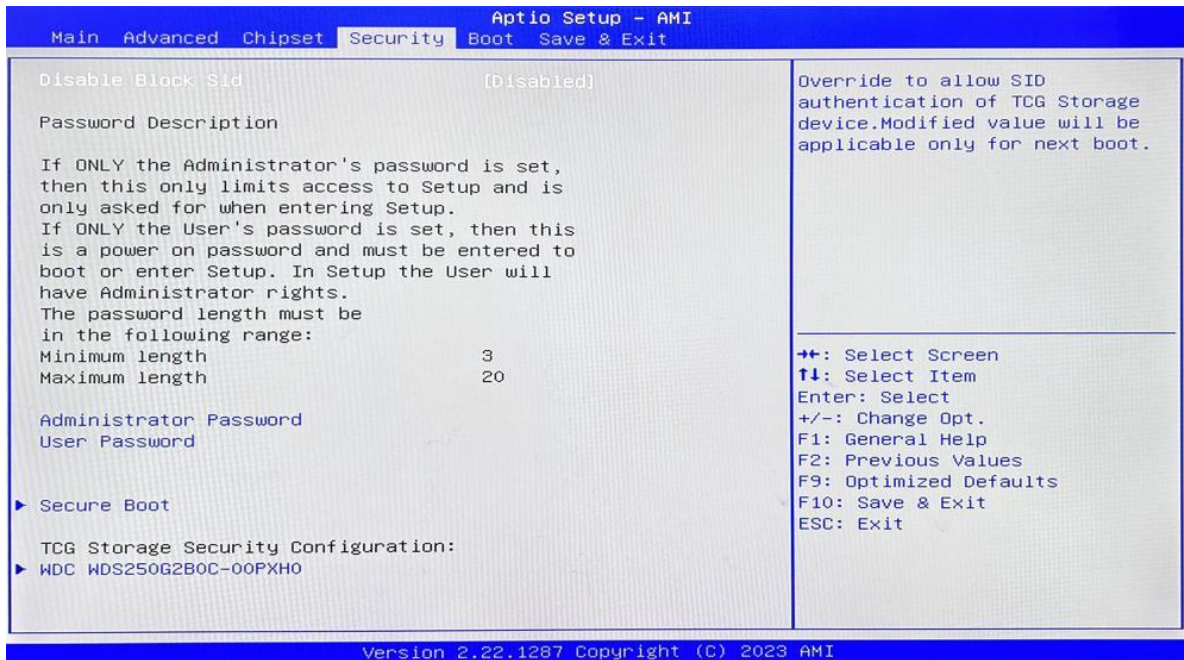 Aptio Setup - AMI
Main Advanced Chipset Security Boot Save & Exit
Disable Block Sid [Disabled]
Password Description
If ONLY the Administrator's password is set,
then this only limits access to Setup and is
only asked for when entering Setup.
If ONLY the User's password is set, then this
is a power on password and must be entered to
boot or enter Setup. In Setup the User will
have Administrator rights.
The password length must be
in the following range:
Minimum length 3
Maximum length 20
Administrator Password
User Password
► Secure Boot
TCG Storage Security Configuration:
► WDC WDS250G2B0C-00PXH0
Override to allow SID
authentication of TCG Storage
device.Modified value will be
applicable only for next boot.
→←: Select Screen
↑↓: Select Item
Enter: Select
+/-: Change Opt.
F1: General Help
F2: Previous Values
F9: Optimized Defaults
F10: Save & Exit
ESC: Exit
Version 2.22.1287 Copyright (C) 2023 AMI